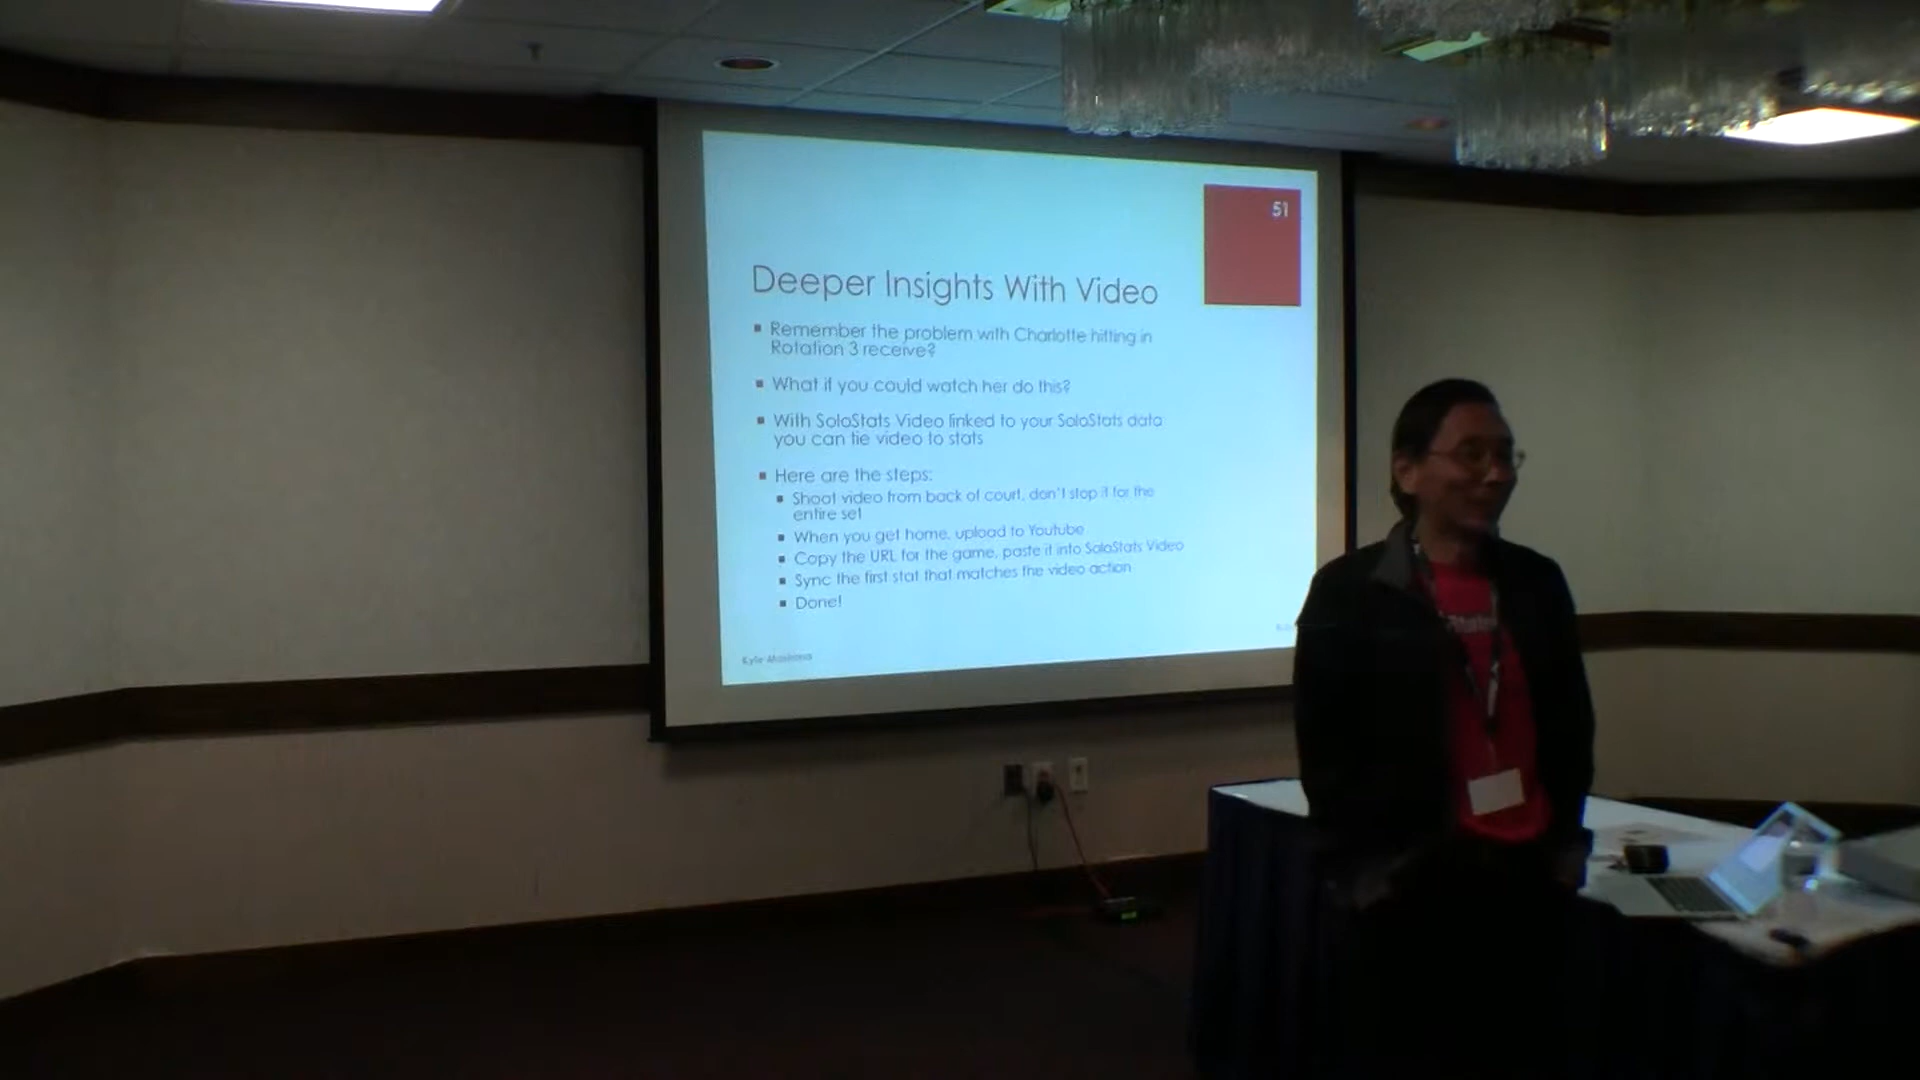 51
Deeper Insights With Video
Remember the problem with Charlotte hitting in
Rotation 3 receive?
What if you could watch her do this?
With SoloStats Video linked to your SoloStats data
you can tie video to stats
Here are the steps:
Shoot video from back of court, don't stop it for the
entire set
When you get home, upload to Youtube
Copy the URL for the game, paste it into SoloStats Video
Sync the first stat that matches the video action
Done!
Kyle